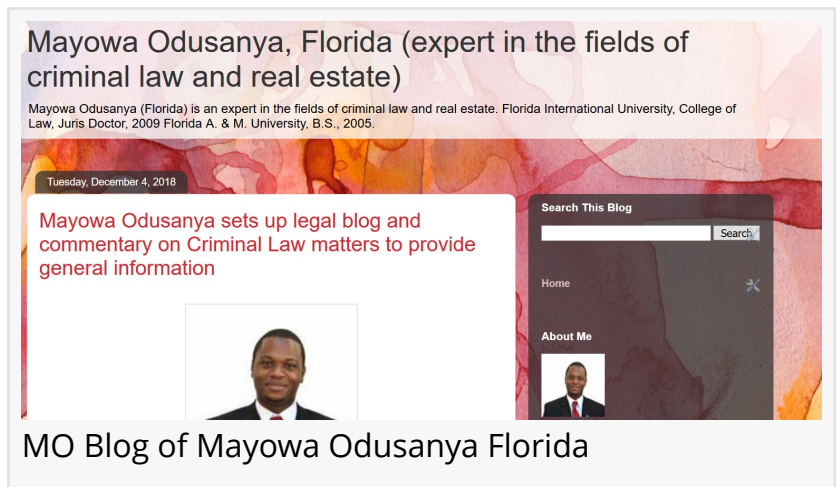 Mayowa Odusanya, Florida (expert in the fields of
criminal law and real estate)
Mayowa Odusanya (Florida) is an expert in the fields of criminal law and real estate. Florida International University, College of
Law, Juris Doctor, 2009 Florida A. & M. University, B.S., 2005.
Tuesday, December 4, 2018
Mayowa Odusanya sets up legal blog and
commentary on Criminal Law matters to provide
general information
Search This Blog
Search
Home
About Me
MO Blog of Mayowa Odusanya Florida